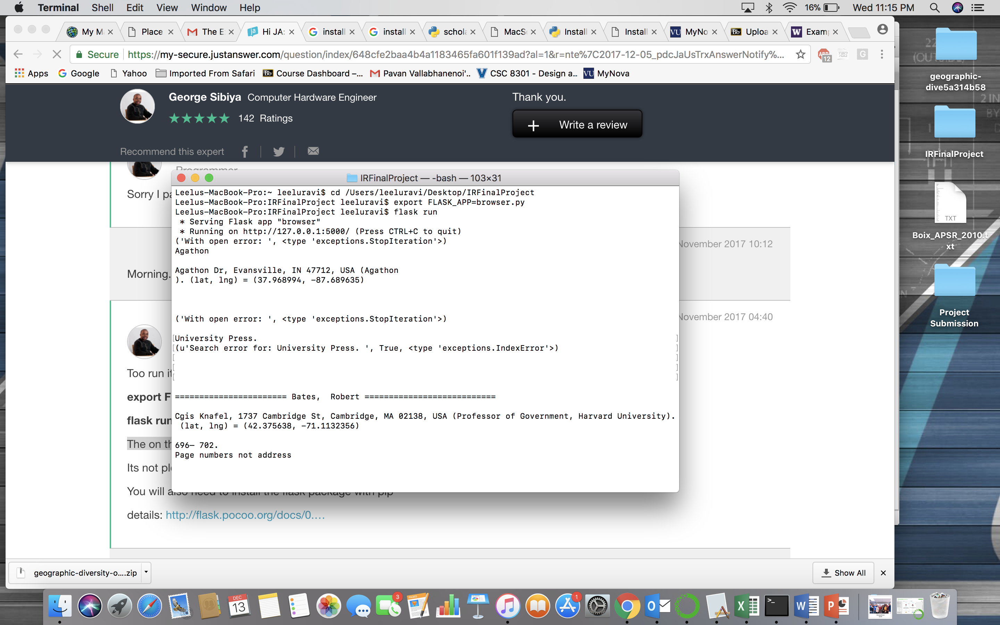 Terminal Shell Edit View Window Help 16% Wed 11:15 PM
My M Place The E Hi JA: install install schola MacS Install Install MyNo Uploa Examp
Secure https://my-secure.justanswer.com/question/index/648cfe2baa4b4a1183465fa601f139ad?al=1&r=nte%7C2017-12-05_pdcJaUsTrxAnswerNotify%... 12
Apps Google Yahoo Imported From Safari Course Dashboard –... Pavan Vallabhanenoi'.. CSC 8301 - Design a... MyNova
George Sibiya Computer Hardware Engineer
142 Ratings
Thank you.
+ Write a review
Recommend this expert
Programmer
Sorry I pa
November 2017 10:12
Morning.
November 2017 04:40
Too run it
export F
flask run
The on th
Its not pl
You will also need to install the flask package with pip
details: http://flask.pocoo.org/docs/0....
IRFinalProject — -bash — 103×31
Leelus-MacBook-Pro:~ leeluravi$ cd /Users/leeluravi/Desktop/IRFinalProject
Leelus-MacBook-Pro:IRFinalProject leeluravi$ export FLASK_APP=browser.py
Leelus-MacBook-Pro:IRFinalProject leeluravi$ flask run
* Serving Flask app "browser"
* Running on http://127.0.0.1:5000/ (Press CTRL+C to quit)
('With open error: ', <type 'exceptions.StopIteration'>)
Agathon
Agathon Dr, Evansville, IN 47712, USA (Agathon
). (lat, lng) = (37.968994, -87.689635)
('With open error: ', <type 'exceptions.StopIteration'>)
[University Press. ]
[(u'Search error for: University Press. ', True, <type 'exceptions.IndexError'>) ]
[ ]
[ ]
[ ]
======================= Bates,  Robert ===========================
Cgis Knafel, 1737 Cambridge St, Cambridge, MA 02138, USA (Professor of Government, Harvard University).
(lat, lng) = (42.375638, -71.1132356)
696– 702.
Page numbers not address
geographic-diversity-o....zip
Show All
geographic-
dive5a314b58
IRFinalProject
TXT
Boix_APSR_2010.t
xt
Project
Submission
DEC
13
3
PAGES
1